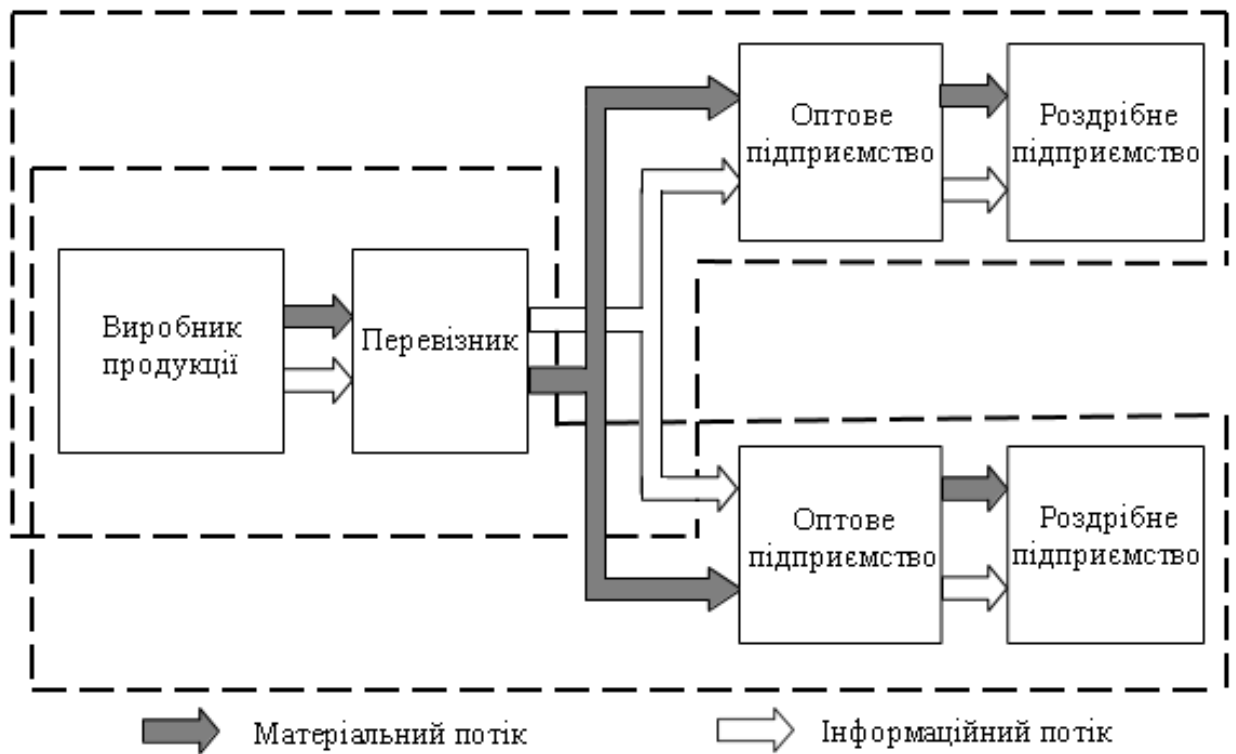 Оптове
підприємство
Роздрібне
підприємство
Виробник
продукції
Перевізник
Оптове
підприємство
Роздрібне
підприємство
Матеріальний потік
Інформаційний потік